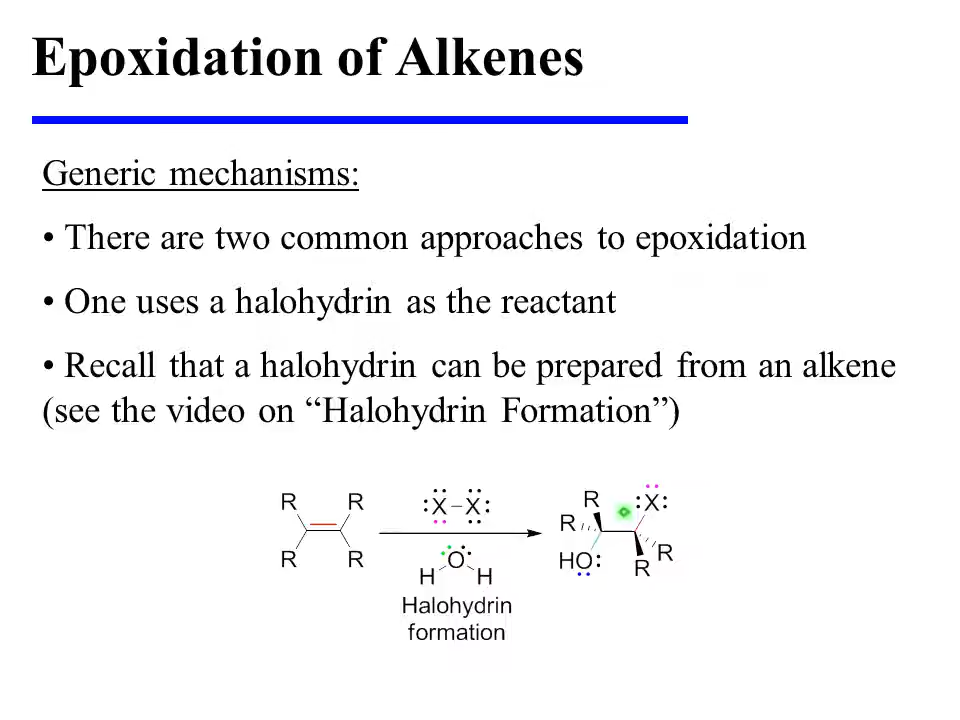 Epoxidation of Alkenes
Generic mechanisms:
• There are two common approaches to epoxidation
• One uses a halohydrin as the reactant
• Recall that a halohydrin can be prepared from an alkene
(see the video on “Halohydrin Formation”)
R R X X R X
R
R R H O H HO R R
Halohydrin
formation